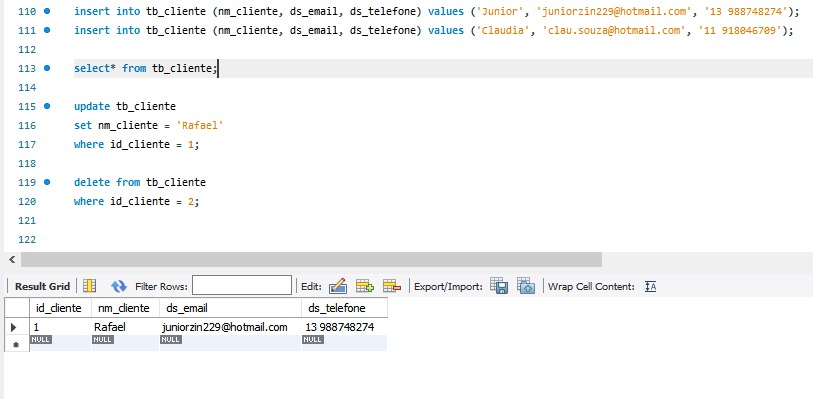 110 insert into tb_cliente (nm_cliente, ds_email, ds_telefone) values ('Junior', 'juniorzin229@hotmail.com', '13 988748274');
111 insert into tb_cliente (nm_cliente, ds_email, ds_telefone) values ('Claudia', 'clau.souza@hotmail.com', '11 918046709');
112
113 select* from tb_cliente;
114
115 update tb_cliente
116 set nm_cliente = 'Rafael'
117 where id_cliente = 1;
118
119 delete from tb_cliente
120 where id_cliente = 2;
121
122
Result Grid Filter Rows: Edit: Export/Import: Wrap Cell Content: IA
id_cliente nm_cliente ds_email ds_telefone
1 Rafael juniorzin229@hotmail.com 13 988748274
NULL NULL NULL NULL